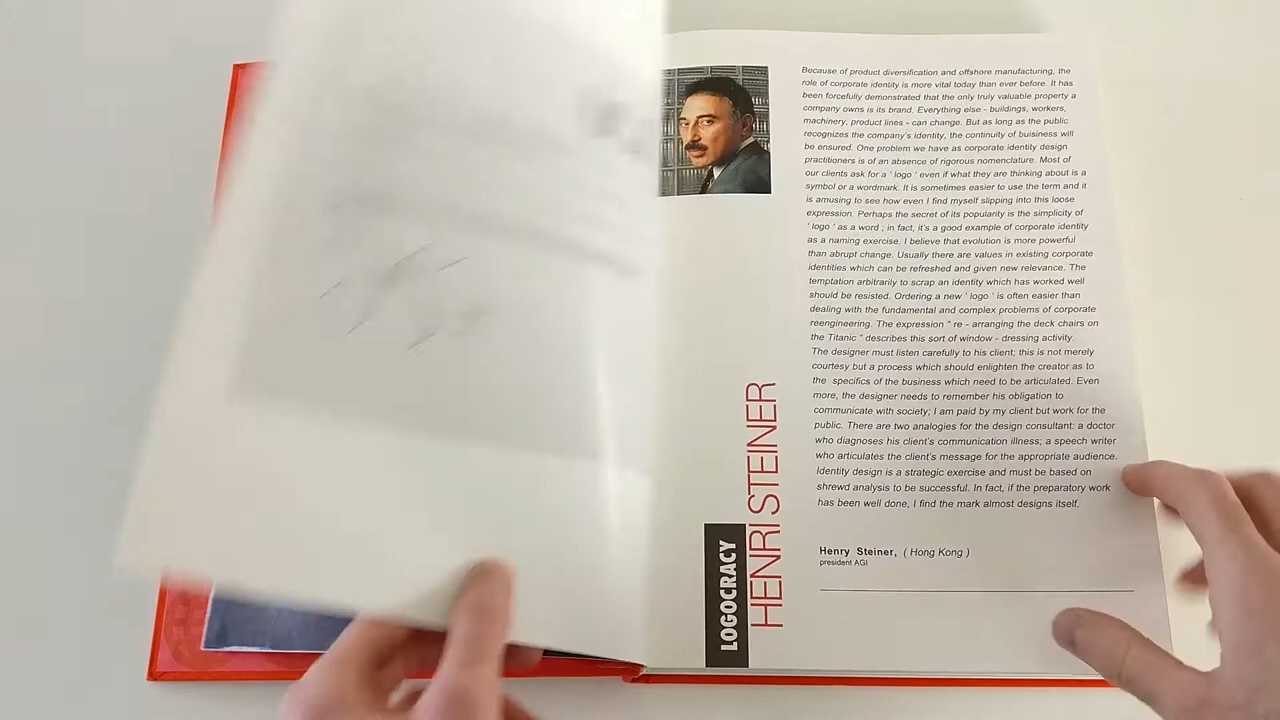 Because of product diversification and offshore manufacturing, the
role of corporate identity is more vital today than ever before. It has
been forcefully demonstrated that the only truly valuable property a
company owns is its brand. Everything else - buildings, workers,
machinery, product lines - can change. But as long as the public
recognizes the company's identity, the continuity of buisiness will
be ensured. One problem we have as corporate identity design
practitioners is of an absence of rigorous nomenclature. Most of
our clients ask for a ' logo ' even if what they are thinking about is a
symbol or a wordmark. It is sometimes easier to use the term and it
is amusing to see how even I find myself slipping into this loose
expression. Perhaps the secret of its popularity is the simplicity of
' logo ' as a word ; in fact, it's a good example of corporate identity
as a naming exercise. I believe that evolution is more powerful
than abrupt change. Usually there are values in existing corporate
identities which can be refreshed and given new relevance. The
temptation arbitrarily to scrap an identity which has worked well
should be resisted. Ordering a new ' logo ' is often easier than
dealing with the fundamental and complex problems of corporate
reengineering. The expression " re - arranging the deck chairs on
the Titanic " describes this sort of window - dressing activity.
The designer must listen carefully to his client; this is not merely
courtesy but a process which should enlighten the creator as to
the specifics of the business which need to be articulated. Even
more, the designer needs to remember his obligation to
communicate with society; I am paid by my client but work for the
public. There are two analogies for the design consultant: a doctor
who diagnoses his client's communication illness; a speech writer
who articulates the client's message for the appropriate audience.
Identity design is a strategic exercise and must be based on
shrewd analysis to be successful. In fact, if the preparatory work
has been well done, I find the mark almost designs itself.
Henry Steiner, ( Hong Kong )
president AGI
LOGOCRACY
HENRI STEINER